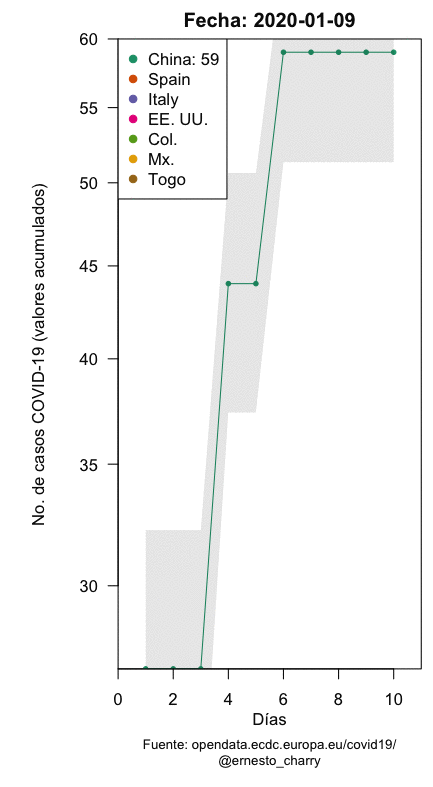 Fecha: 2020-01-09
China: 59
Spain
Italy
EE. UU.
Col.
Mx.
Togo
No. de casos COVID-19 (valores acumulados)
60
55
50
45
40
35
30
0 2 4 6 8 10
Días
Fuente: opendata.ecdc.europa.eu/covid19/
@ernesto_charry